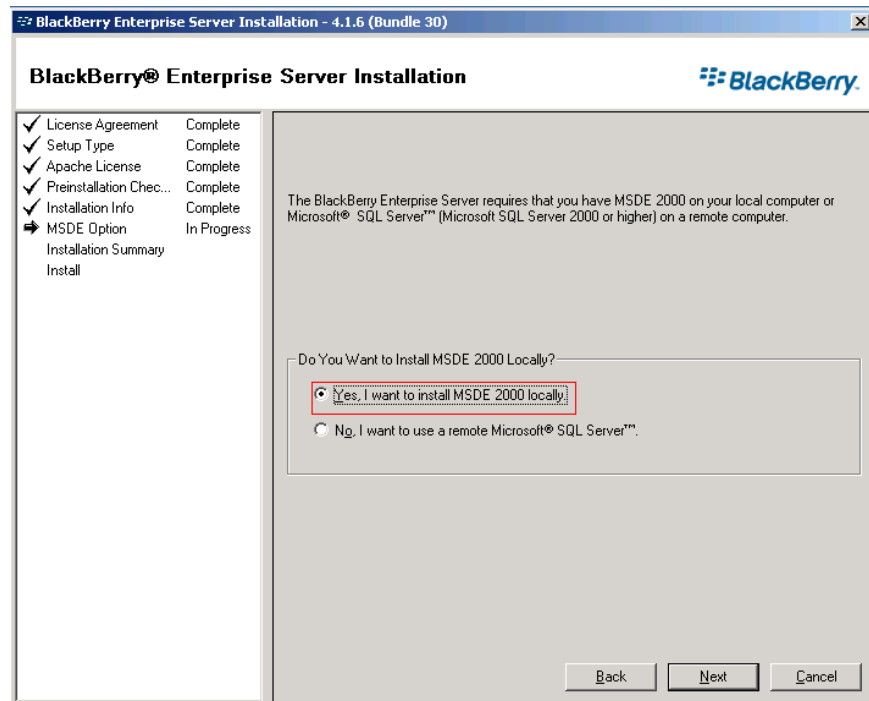 BlackBerry Enterprise Server Installation - 4.1.6 (Bundle 30)
BlackBerry® Enterprise Server Installation
BlackBerry.
License Agreement Complete
Setup Type Complete
Apache License Complete
Preinstallation Chec... Complete
Installation Info Complete
MSDE Option In Progress
Installation Summary
Install
The BlackBerry Enterprise Server requires that you have MSDE 2000 on your local computer or
Microsoft® SQL Server™ (Microsoft SQL Server 2000 or higher) on a remote computer.
Do You Want to Install MSDE 2000 Locally?
Yes, I want to install MSDE 2000 locally.
No, I want to use a remote Microsoft® SQL Server™.
Back Next Cancel